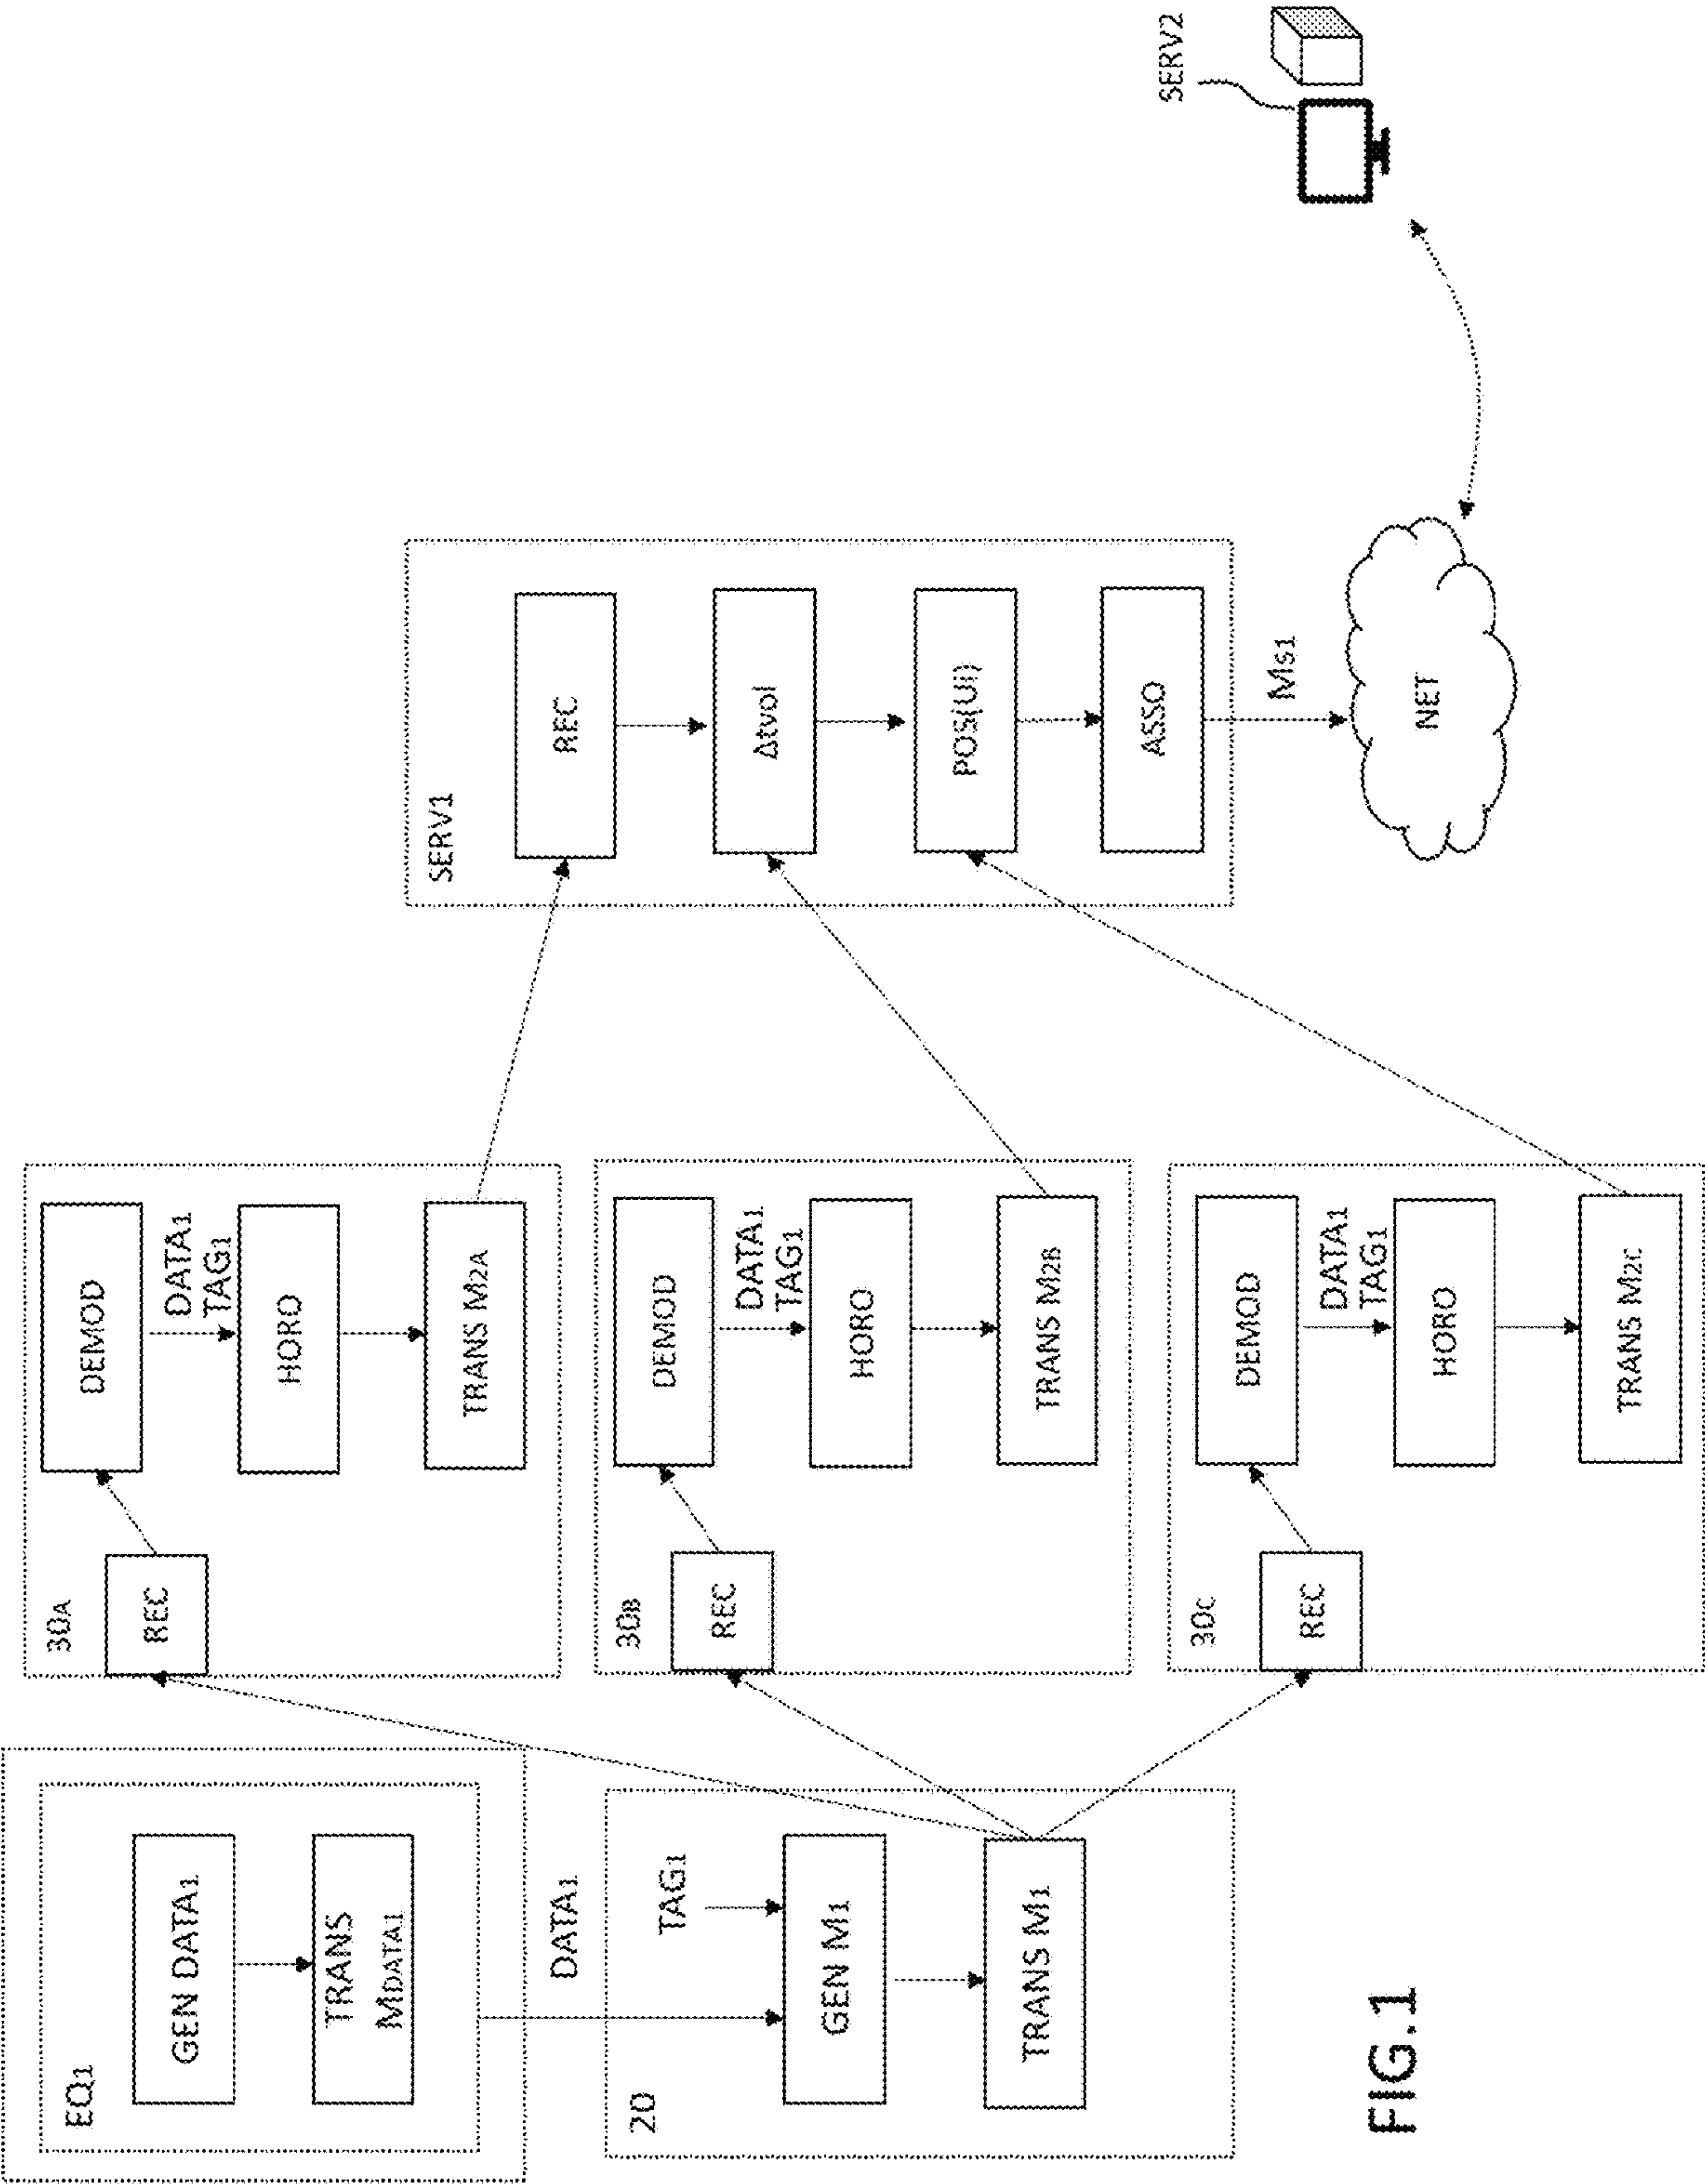 EQ1
GEN DATA1
TRANS
MDATA1
DATA1
20
TAG1
GEN M1
TRANS M1
30A
REC
DEMOD
DATA1
TAG1
HORO
TRANS M2A
30B
REC
DEMOD
DATA1
TAG1
HORO
TRANS M2B
30C
REC
DEMOD
DATA1
TAG1
HORO
TRANS M2C
SERV1
REC
Δtvol
POS(Ui)
ASSO
MS1
NET
SERV2
FIG.1